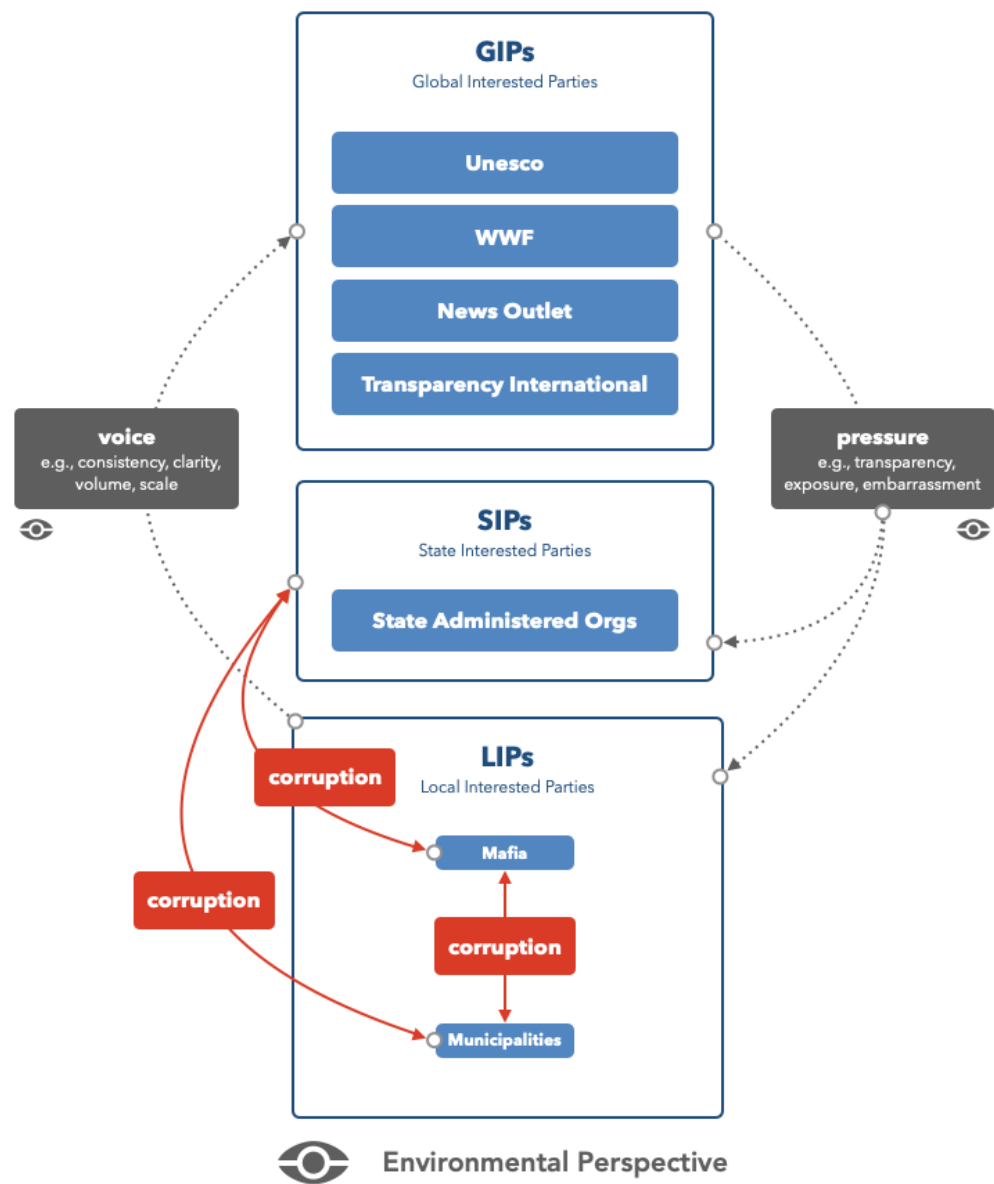 GIPs
Global Interested Parties
Unesco
WWF
News Outlet
Transparency International
voice
e.g., consistency, clarity,
volume, scale
pressure
e.g., transparency,
exposure, embarrassment
SIPs
State Interested Parties
State Administered Orgs
LIPs
Local Interested Parties
corruption
Mafia
corruption
corruption
Municipalities
Environmental Perspective